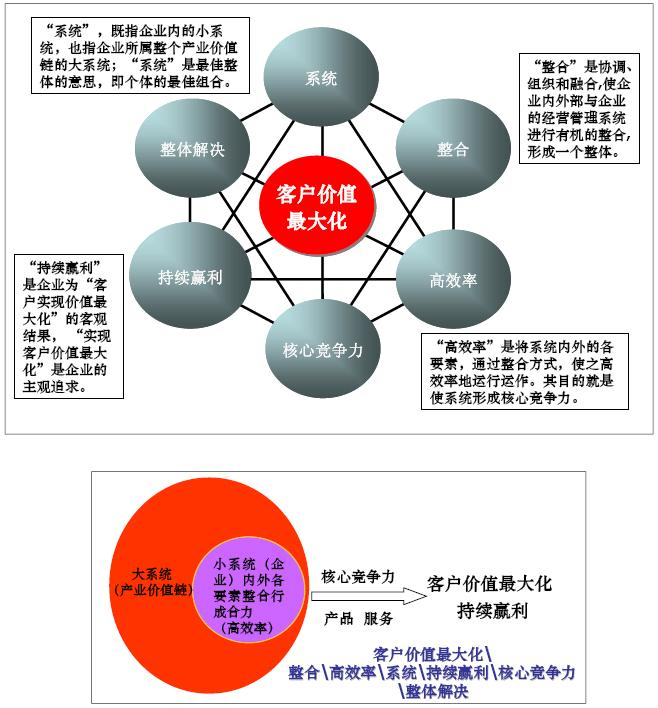 “系统”，既指企业内的小系
统，也指企业所属整个产业价值
链的大系统；“系统”是最佳整
体的意思，即个体的最佳组合。
系统
“整合”是协调、
组织和融合,使企
业内外部与企业
的经营管理系统
进行有机的整合,
形成一个整体。
整体解决
整合
客户价值
最大化
持续赢利
高效率
“持续赢利”
是企业为“客
户实现价值最
大化”的客观
结果，“实现
客户价值最大
化”是企业的
主观追求。
核心竞争力
“高效率”是将系统内外的各
要素，通过整合方式，使之高
效率地运行运作。其目的就是
使系统形成核心竞争力。
大系统
(产业价值链)
小系统（企
业）内外各
要素整合行
成合力
（高效率）
核心竞争力
产品 服务
客户价值最大化
持续赢利
客户价值最大化\
整合\高效率\系统\持续赢利\核心竞争力
\整体解决